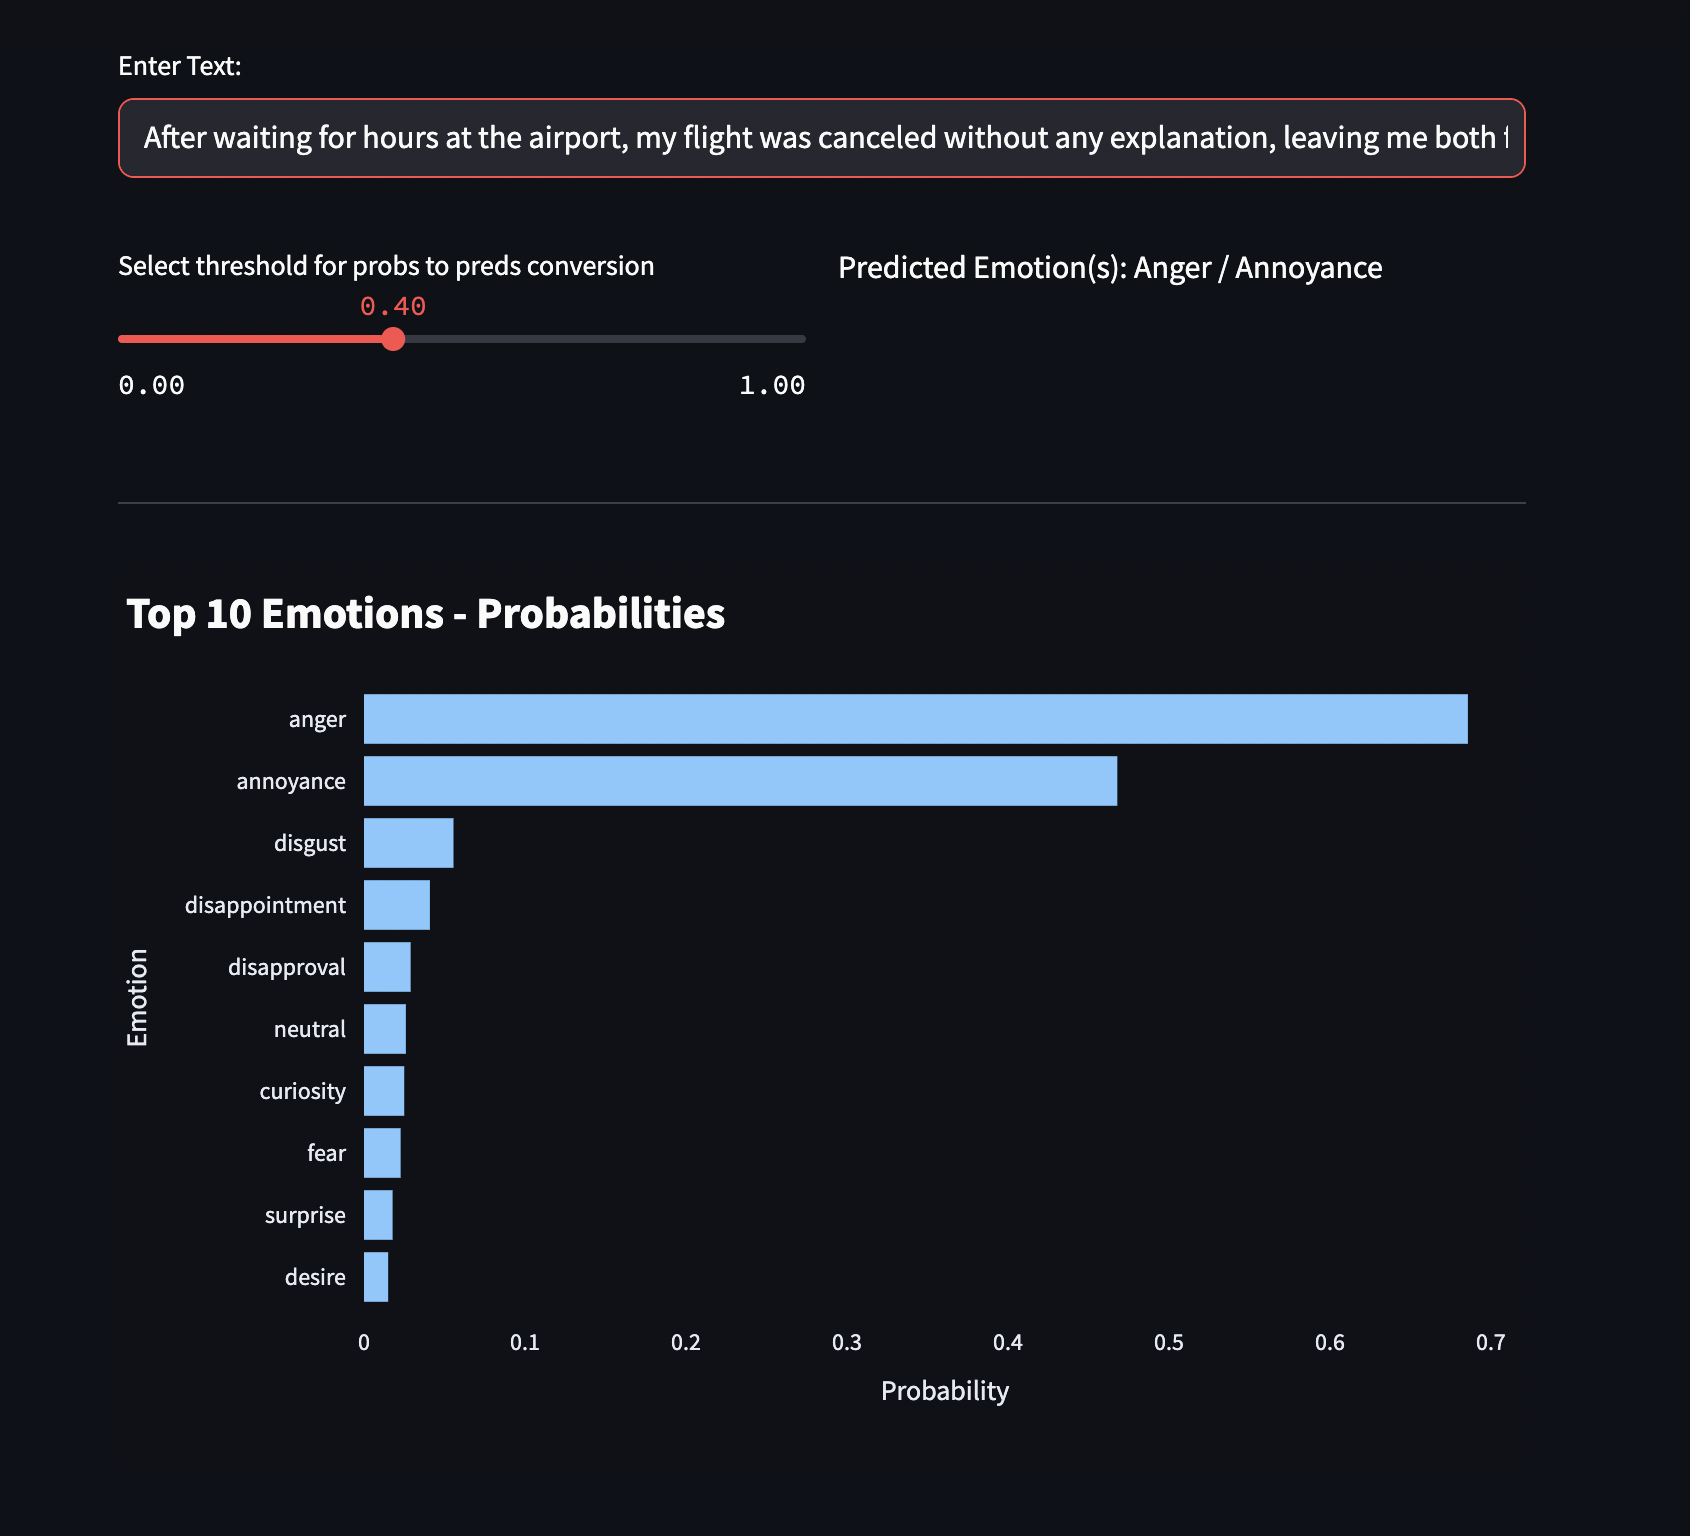 Enter Text:
After waiting for hours at the airport, my flight was canceled without any explanation, leaving me both
Select threshold for probs to preds conversion
0.40
0.00
1.00
Predicted Emotion(s): Anger / Annoyance
Top 10 Emotions - Probabilities
anger
annoyance
disgust
disappointment
disapproval
neutral
curiosity
fear
surprise
desire
Emotion
0 0.1 0.2 0.3 0.4 0.5 0.6 0.7
Probability